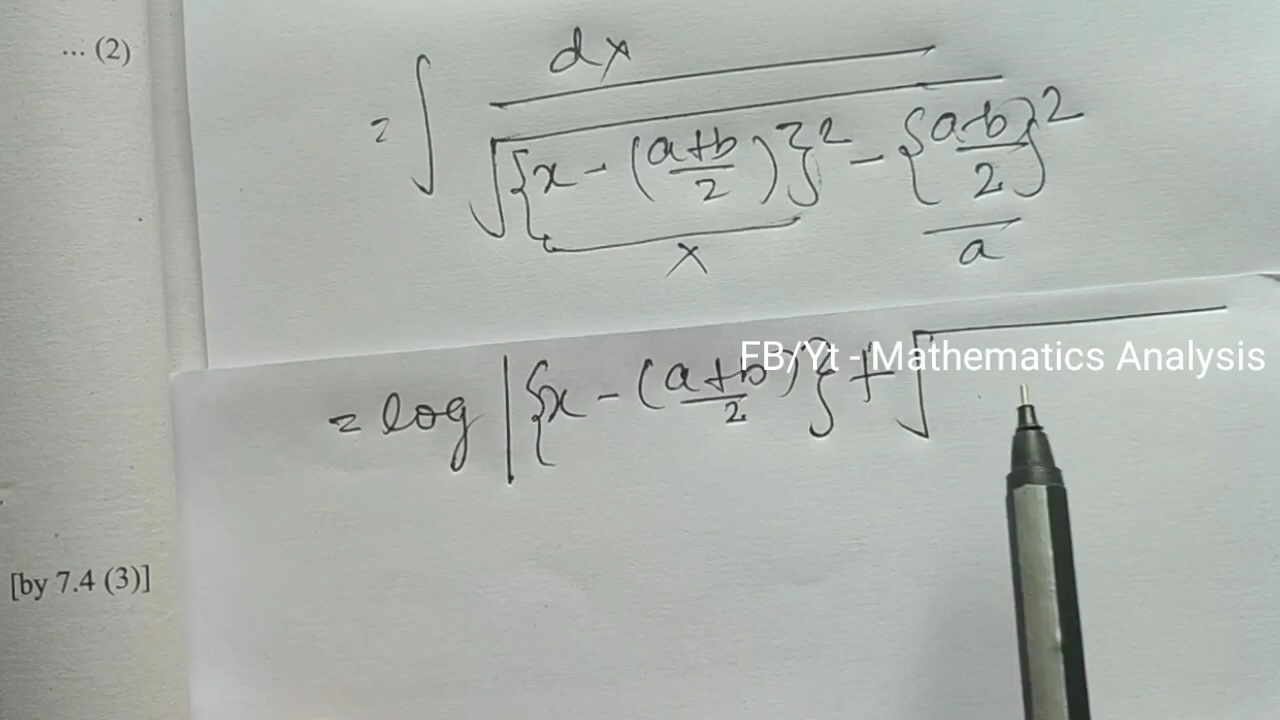 ... (2)
= ∫ dx / √({x - (a+b/2)}² - {a-b/2}²)
x a
FB/Yt - Mathematics Analysis
= log |{x - (a+b/2)} + √
[by 7.4 (3)]